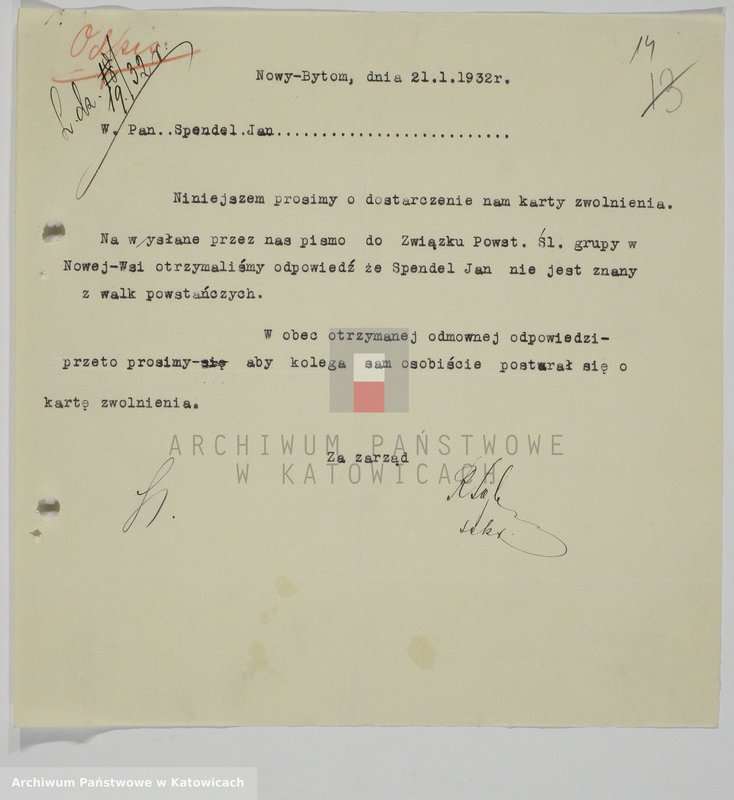 Odpis.
14
13
L. dz.
19/32r.
Nowy-Bytom, dnia 21.1.1932r.
W. Pan..Spendel.Jan..........................
Niniejszem prosimy o dostarczenie nam karty zwolnienia.
Na w/ysłane przez nas pismo do Związku Powst. Śl. grupy w
Nowej-Wsi otrzymaliśmy odpowiedź że Spendel Jan nie jest znany
z walk powstańczych.
W obec otrzymanej odmownej odpowiedzi-
przeto prosimy-się aby kolega sam osobiście postarał się o
kartę zwolnienia.
ARCHIWUM PAŃSTWOWE
W KATOWICACH
Za zarząd
sekr.
Archiwum Państwowe w Katowicach